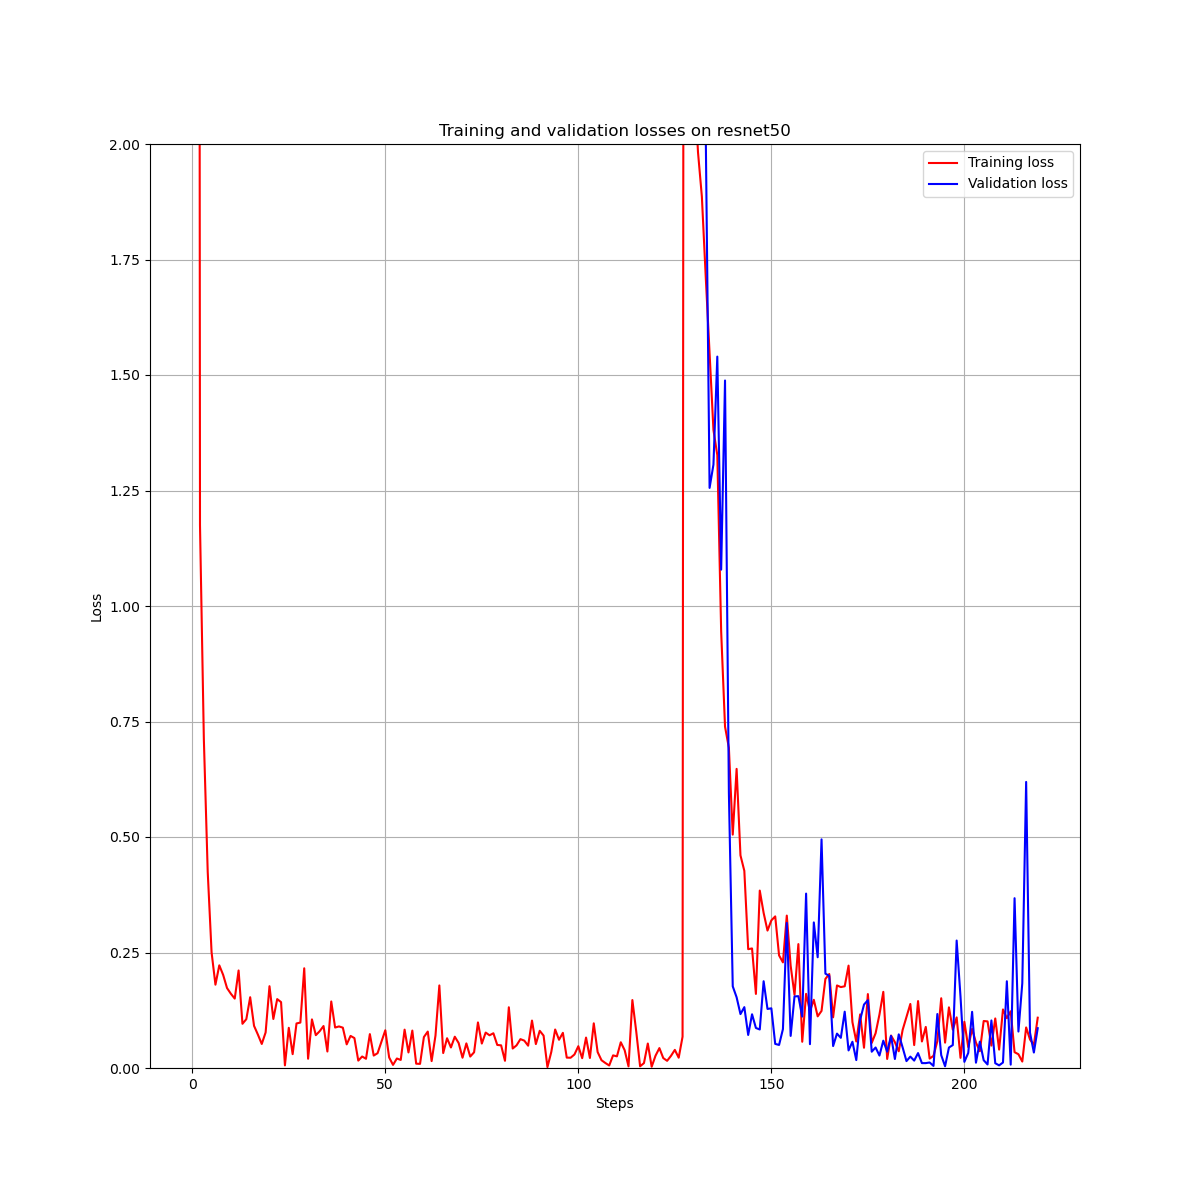 Training and validation losses on resnet50
Training loss
Validation loss
2.00
1.75
1.50
1.25
1.00
0.75
0.50
0.25
0.00
Loss
0 50 100 150 200
Steps